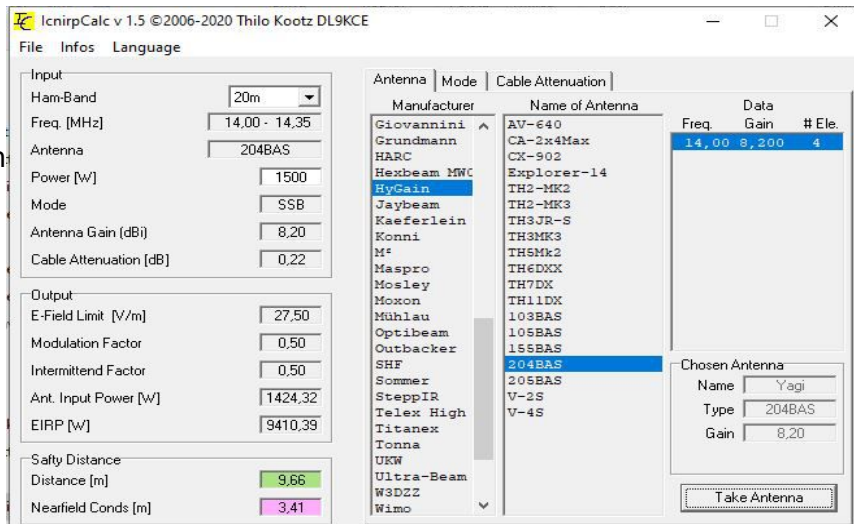 IcnirpCalc v 1.5 ©2006-2020 Thilo Kootz DL9KCE
File Infos Language
Input
Ham-Band 20m
Freq. [MHz] 14,00 - 14,35
Antenna 204BAS
Power [W] 1500
Mode SSB
Antenna Gain (dBi) 8,20
Cable Attenuation [dB] 0,22
Output
E-Field Limit [V/m] 27,50
Modulation Factor 0,50
Intermittend Factor 0,50
Ant. Input Power [W] 1424,32
EIRP [W] 9410,39
Safty Distance
Distance [m] 9,66
Nearfield Conds [m] 3,41
Antenna Mode Cable Attenuation
Manufacturer
Giovannini
Grundmann
HARC
Hexbeam MWC
HyGain
Jaybeam
Kaeferlein
Konni
M²
Maspro
Mosley
Moxon
Mühlau
Optibeam
Outbacker
SHF
Sommer
SteppIR
Telex High
Titanex
Tonna
UKW
Ultra-Beam
W3DZZ
Wimo
Name of Antenna
AV-640
CA-2x4Max
CX-902
Explorer-14
TH2-MK2
TH2-MK3
TH3JR-S
TH3MK3
TH5Mk2
TH6DXX
TH7DX
TH11DX
103BAS
105BAS
155BAS
204BAS
205BAS
V-2S
V-4S
Data
Freq. Gain # Ele.
14,00 8,200 4
Chosen Antenna
Name Yagi
Type 204BAS
Gain 8,20
Take Antenna